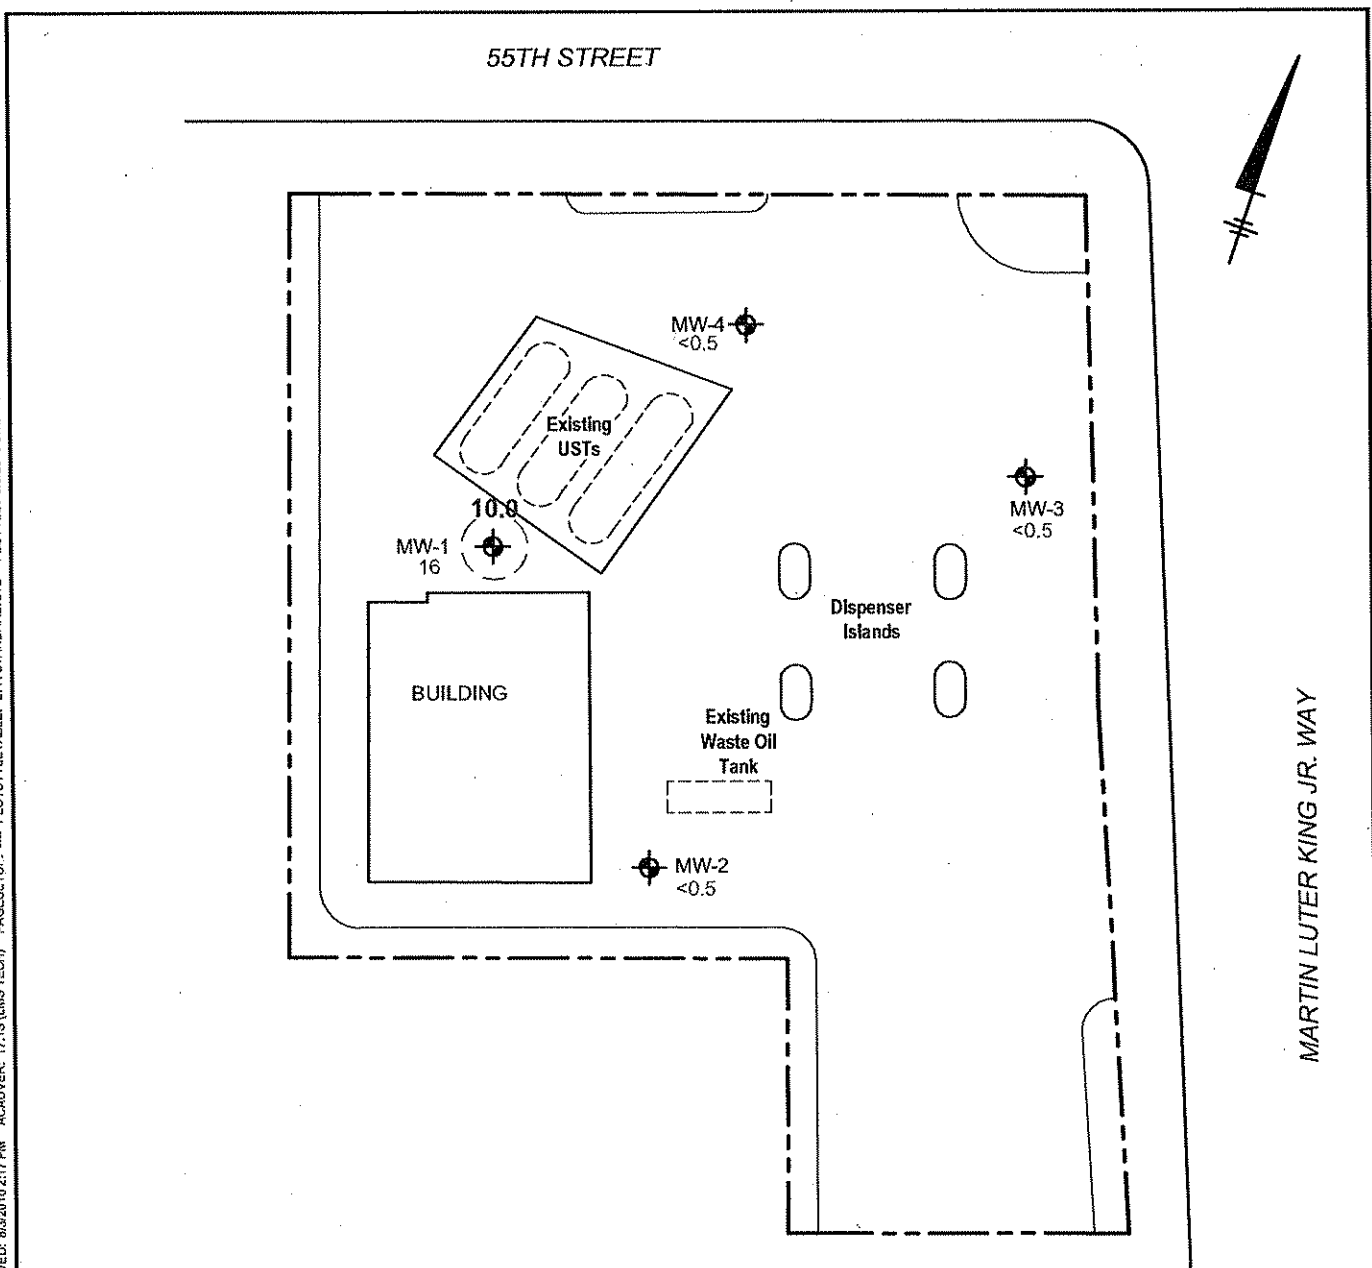 55TH STREET
MW-4
<0.5
Existing
USTs
10.0
MW-1
16
MW-3
<0.5
Dispenser
Islands
BUILDING
Existing
Waste Oil
Tank
MW-2
<0.5
MARTIN LUTER KING JR. WAY